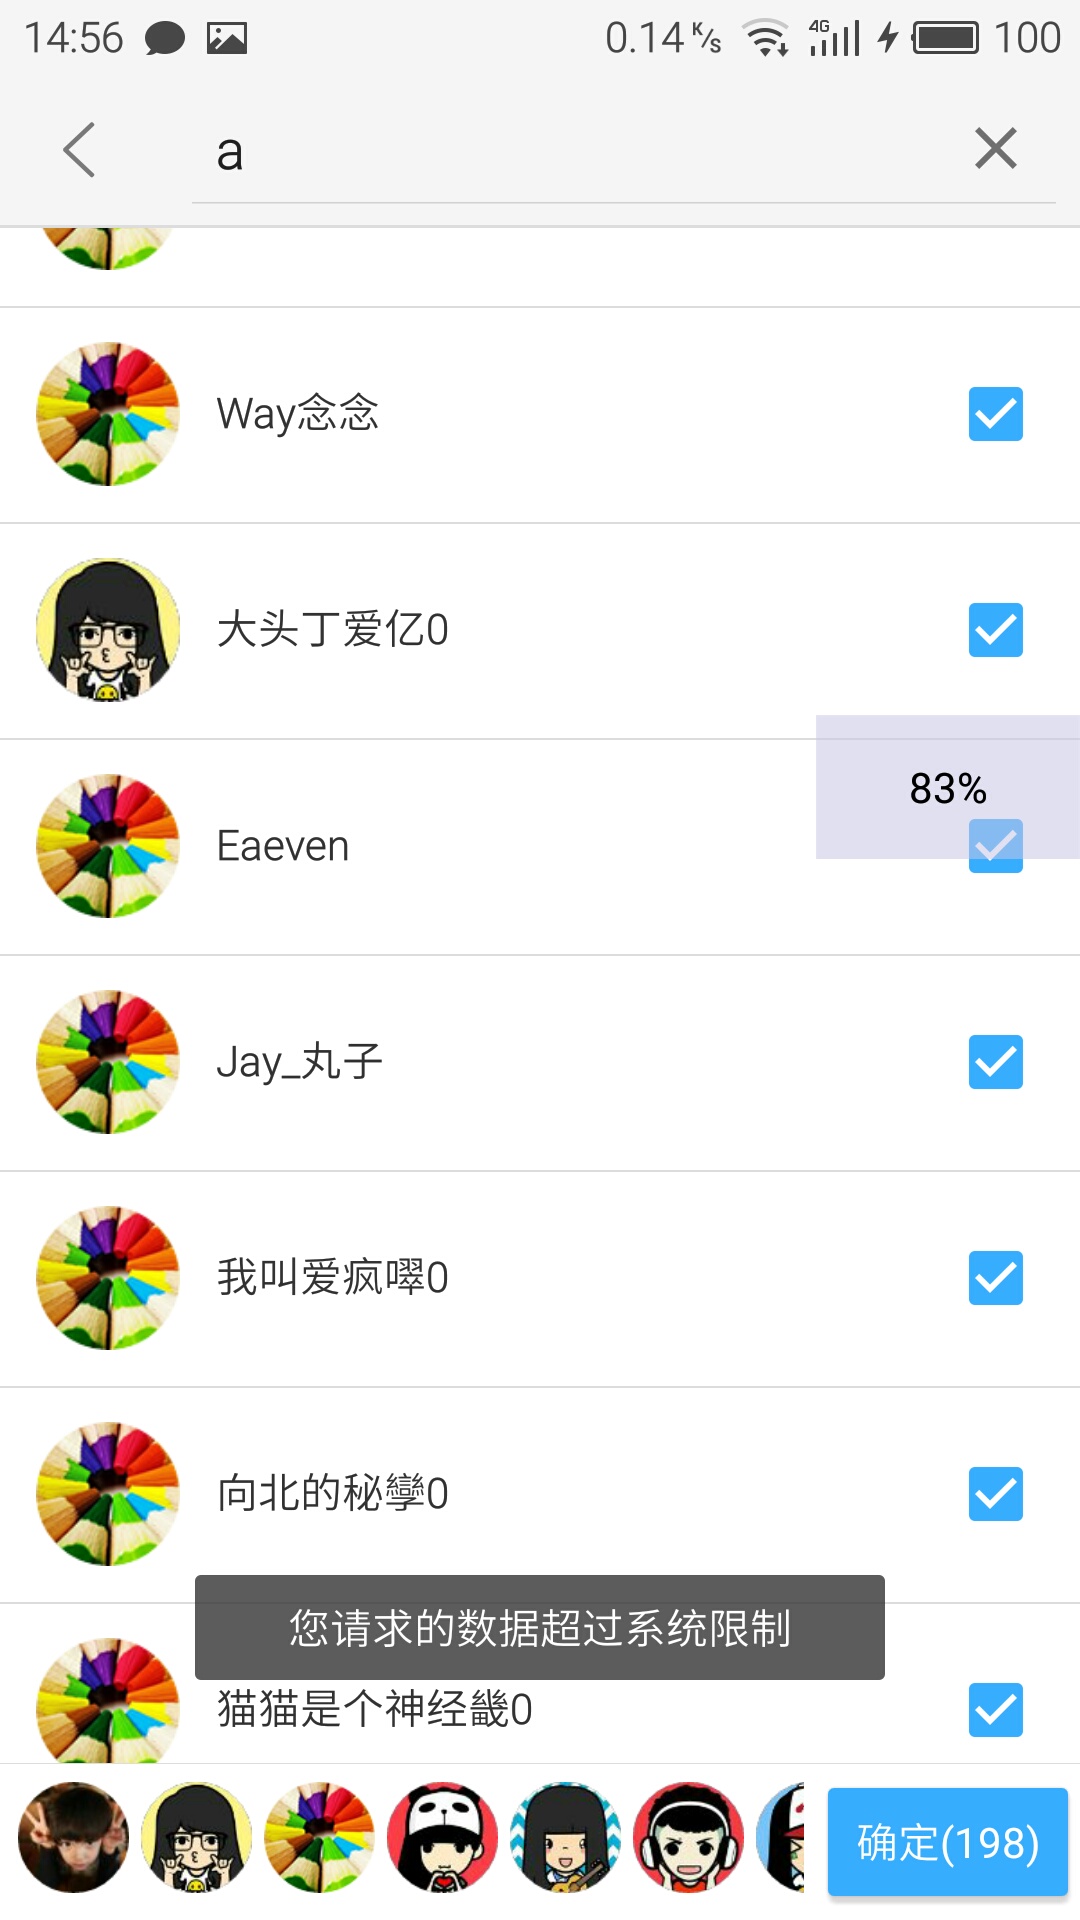 14:56 0.14 K/s 4G 100
a
Way念念
大头丁爱亿0
83%
Eaeven
Jay_丸子
我叫爱疯嘢0
向北的秘孿0
您请求的数据超过系统限制
猫猫是个神经畿0
确定(198)